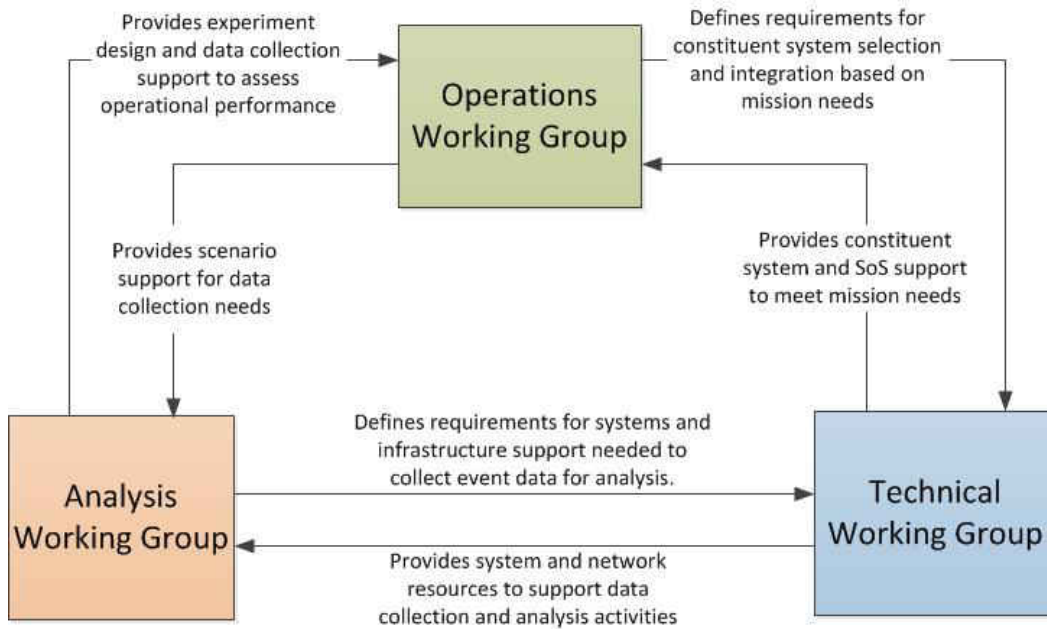 Provides experiment
design and data collection
support to assess
operational performance
Operations
Working Group
Defines requirements for
constituent system selection
and integration based on
mission needs
Provides scenario
support for data
collection needs
Provides constituent
system and SoS support
to meet mission needs
Analysis
Working Group
Defines requirements for systems and
infrastructure support needed to
collect event data for analysis.
Technical
Working Group
Provides system and network
resources to support data
collection and analysis activities